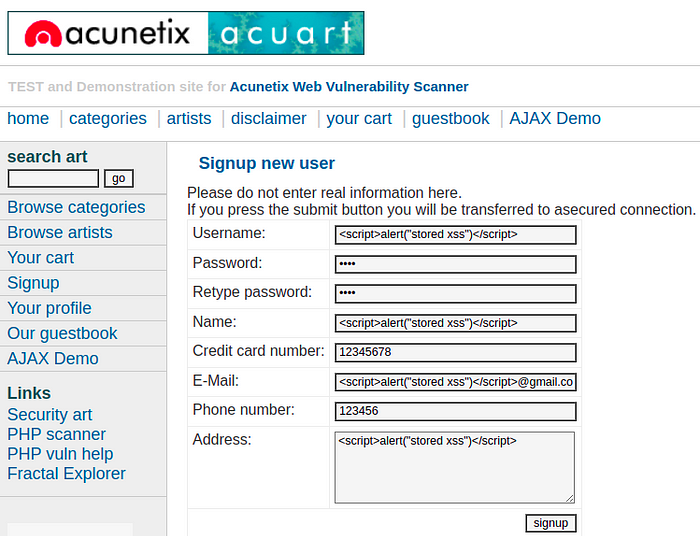 acunetix acuart
TEST and Demonstration site for Acunetix Web Vulnerability Scanner
home | categories | artists | disclaimer | your cart | guestbook | AJAX Demo
search art
go
Browse categories
Browse artists
Your cart
Signup
Your profile
Our guestbook
AJAX Demo
Links
Security art
PHP scanner
PHP vuln help
Fractal Explorer
Signup new user
Please do not enter real information here.
If you press the submit button you will be transferred to asecured connection.
Username: <script>alert("stored xss")</script>
Password: ••••
Retype password: ••••
Name: <script>alert("stored xss")</script>
Credit card number: 12345678
E-Mail: <script>alert("stored xss")</script>@gmail.co
Phone number: 123456
Address: <script>alert("stored xss")</script>
signup